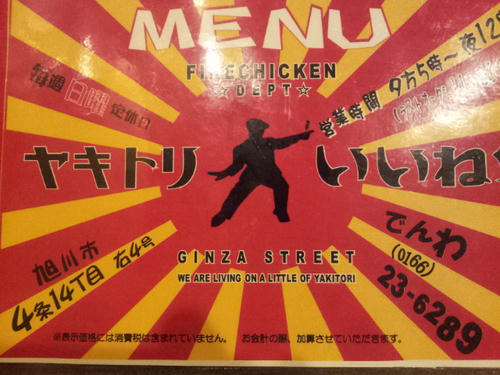 MENU
FIRECHICKEN
☆DEPT☆
毎週日曜定休日
営業時間 夕方5時〜夜12
ヤキトリ いいね
GINZA STREET
WE ARE LIVING ON A LITTLE OF YAKITORI
旭川市
4条14丁目
でんわ
(0166)
23-6289
※表示価格には消費税は含まれていません。 お会計の際、加算させていただきます。